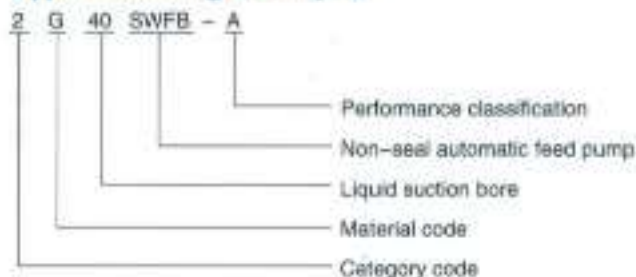 2 G 40 SWFB - A
Performance classification
Non-seal automatic feed pump
Liquid suction bore
Material code
Category code